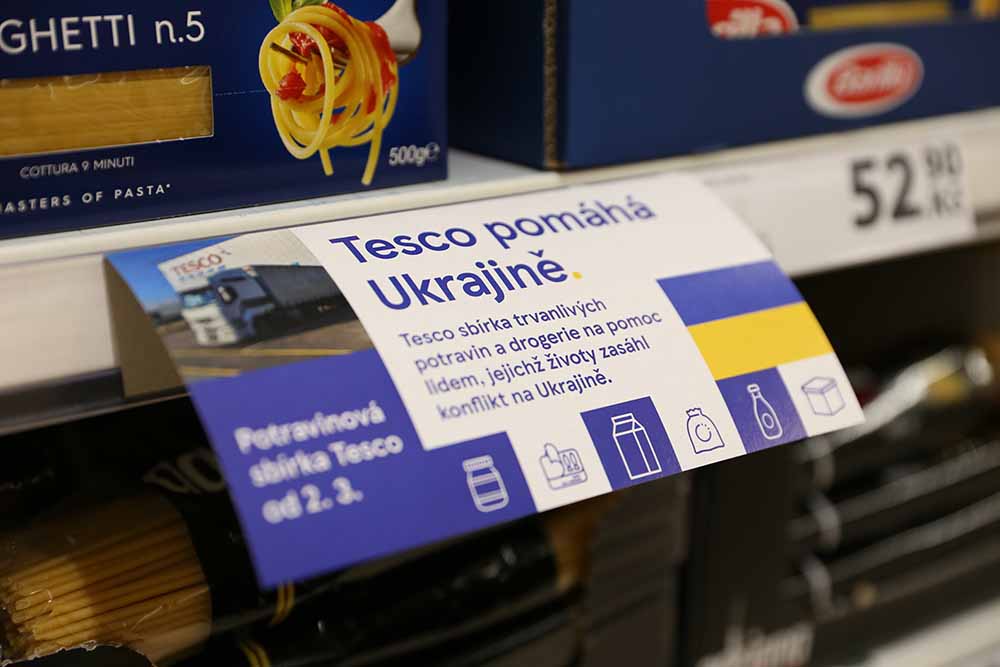 GHETTI n.5
COTTURA 9 MINUTI
MASTERS OF PASTA
500g℮
Barilla
52 90
Kč
TESCO
Tesco pomáhá
Ukrajině.
Tesco sbírka trvanlivých
potravin a drogerie na pomoc
lidem, jejichž životy zasáhl
konflikt na Ukrajině.
Potravinová
sbírka Tesco
od 2. 3.